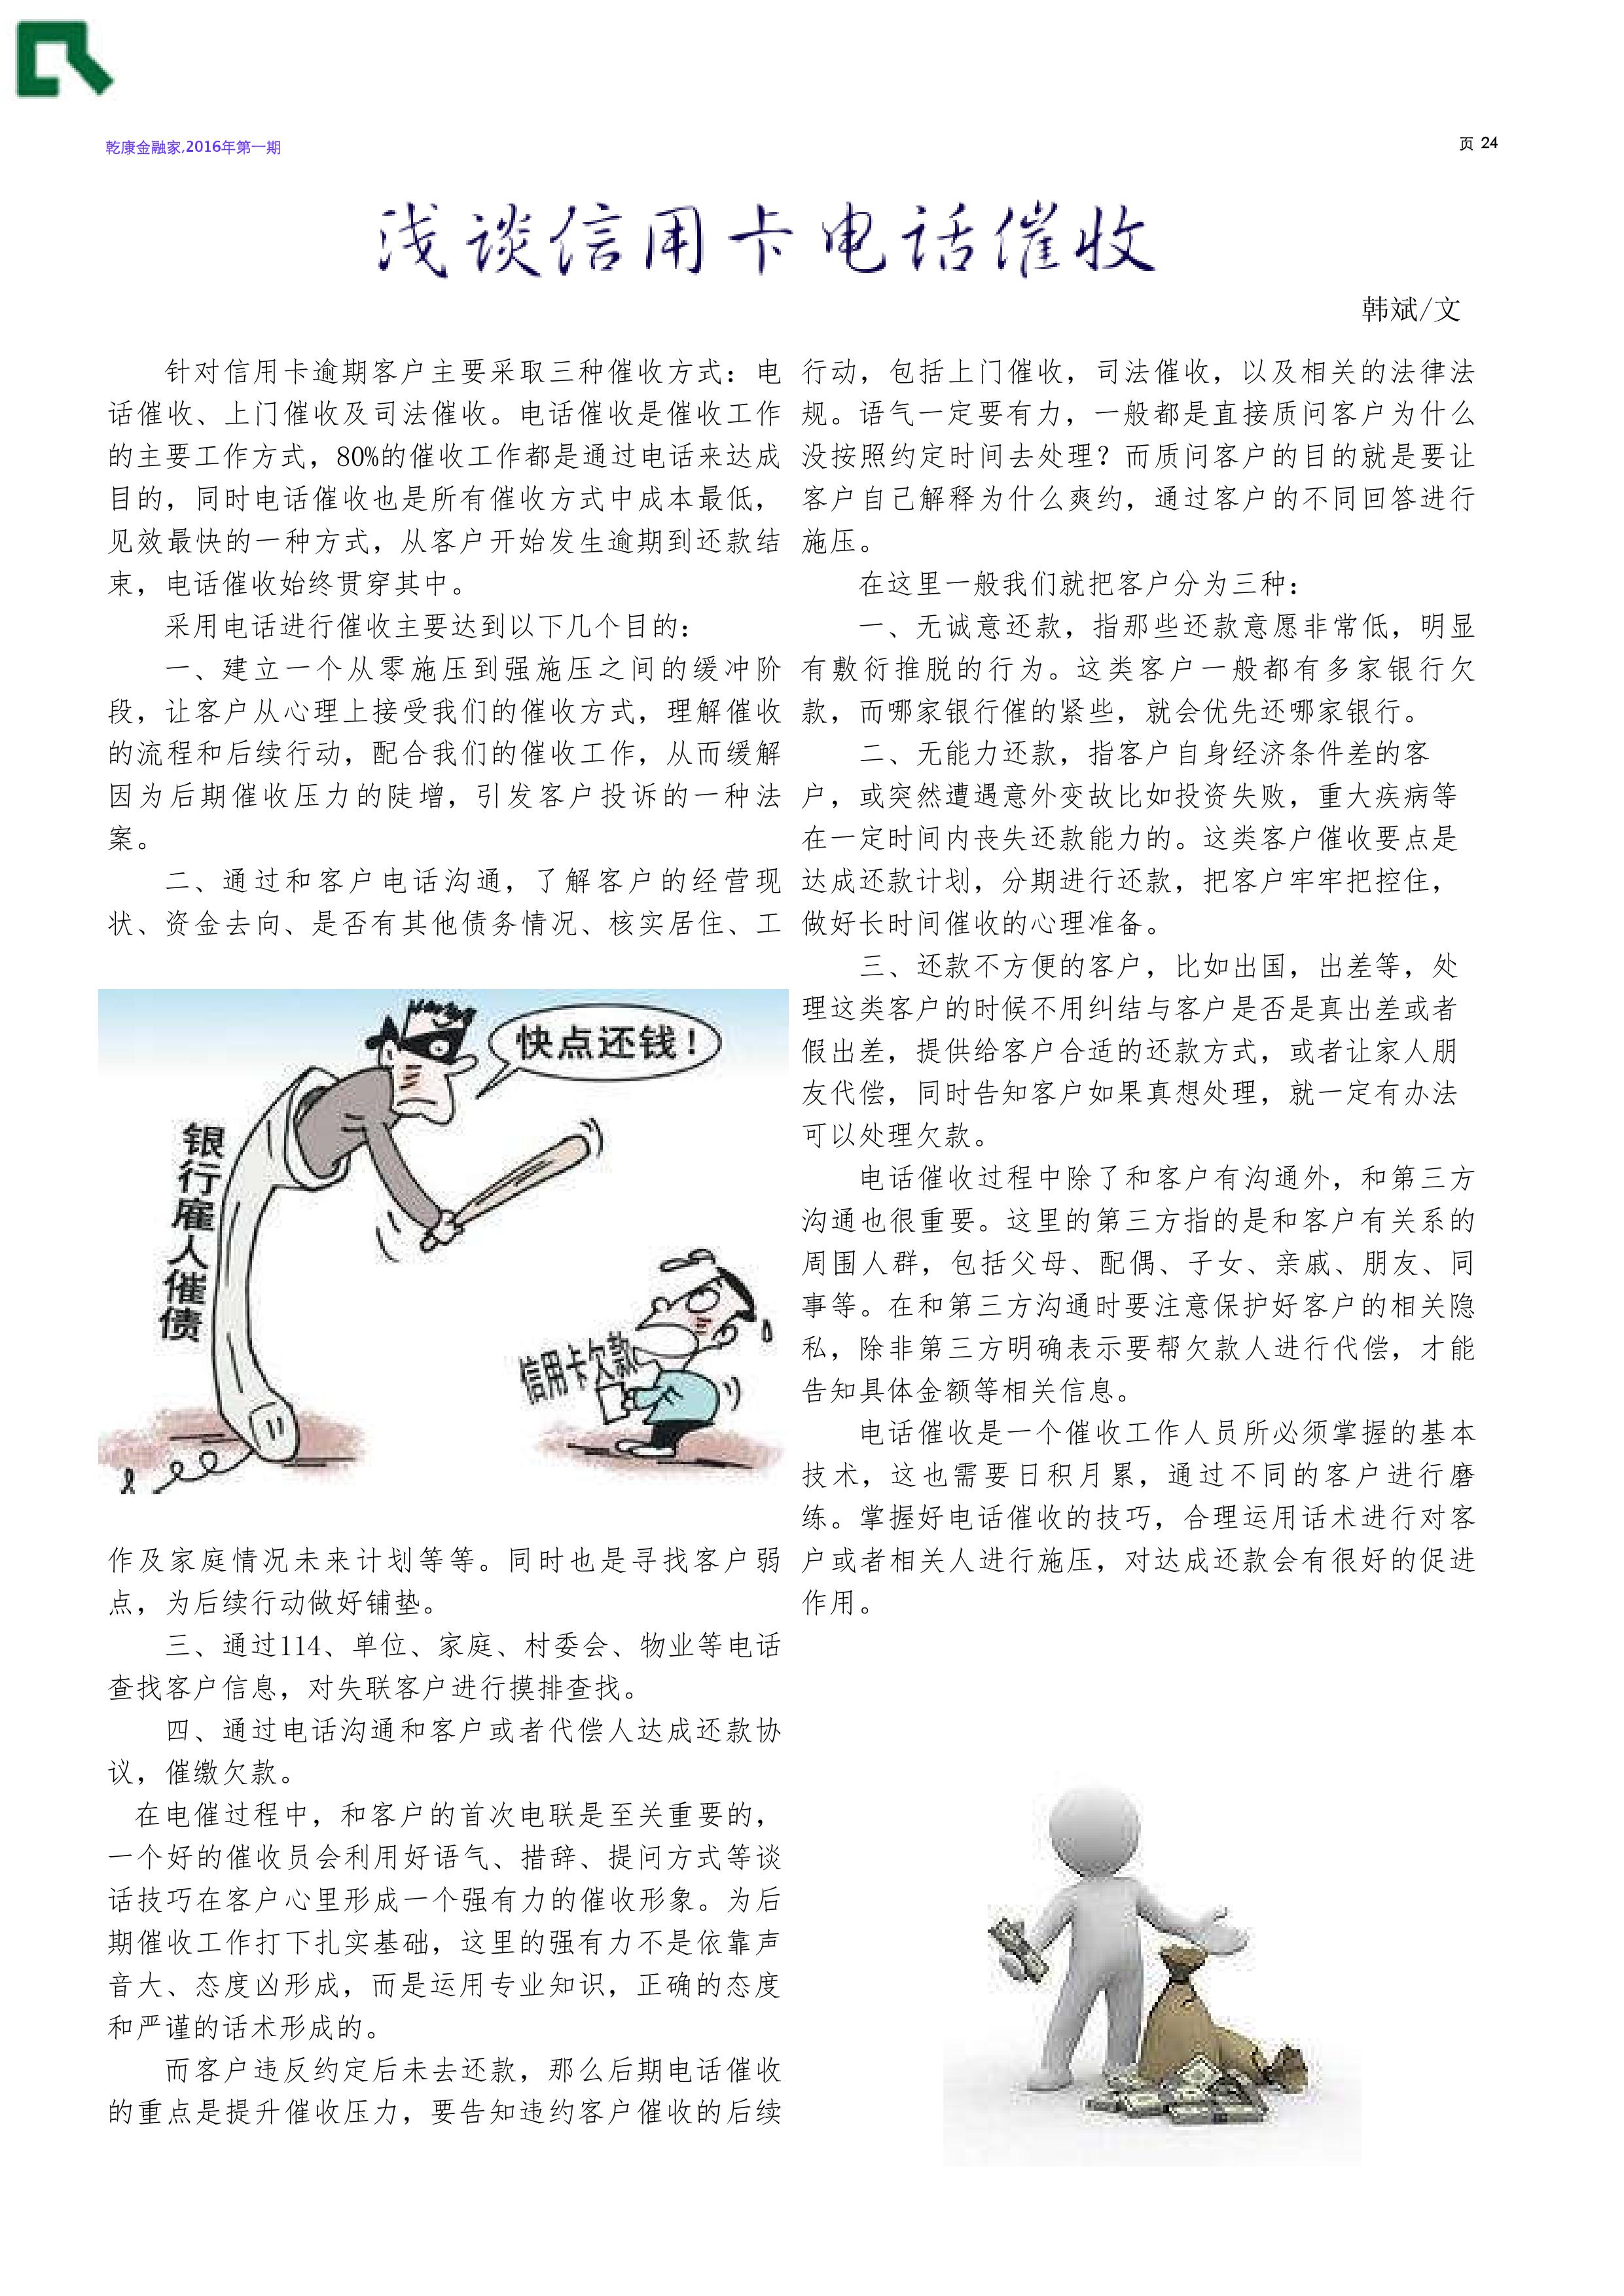 乾康金融家,2016年第一期
页 24
浅谈信用卡电话催收
韩斌/文
针对信用卡逾期客户主要采取三种催收方式：电
话催收、上门催收及司法催收。电话催收是催收工作
的主要工作方式，80%的催收工作都是通过电话来达成
目的，同时电话催收也是所有催收方式中成本最低，
见效最快的一种方式，从客户开始发生逾期到还款结
束，电话催收始终贯穿其中。
采用电话进行催收主要达到以下几个目的：
一、建立一个从零施压到强施压之间的缓冲阶
段，让客户从心理上接受我们的催收方式，理解催收
的流程和后续行动，配合我们的催收工作，从而缓解
因为后期催收压力的陡增，引发客户投诉的一种法
案。
二、通过和客户电话沟通，了解客户的经营现
状、资金去向、是否有其他债务情况、核实居住、工
快点还钱！
银行雇人催债
信用卡欠款
作及家庭情况未来计划等等。同时也是寻找客户弱
点，为后续行动做好铺垫。
三、通过114、单位、家庭、村委会、物业等电话
查找客户信息，对失联客户进行摸排查找。
四、通过电话沟通和客户或者代偿人达成还款协
议，催缴欠款。
在电催过程中，和客户的首次电联是至关重要的，
一个好的催收员会利用好语气、措辞、提问方式等谈
话技巧在客户心里形成一个强有力的催收形象。为后
期催收工作打下扎实基础，这里的强有力不是依靠声
音大、态度凶形成，而是运用专业知识，正确的态度
和严谨的话术形成的。
而客户违反约定后未去还款，那么后期电话催收
的重点是提升催收压力，要告知违约客户催收的后续
行动，包括上门催收，司法催收，以及相关的法律法
规。语气一定要有力，一般都是直接质问客户为什么
没按照约定时间去处理？而质问客户的目的就是要让
客户自己解释为什么爽约，通过客户的不同回答进行
施压。
在这里一般我们就把客户分为三种：
一、无诚意还款，指那些还款意愿非常低，明显
有敷衍推脱的行为。这类客户一般都有多家银行欠
款，而哪家银行催的紧些，就会优先还哪家银行。
二、无能力还款，指客户自身经济条件差的客
户，或突然遭遇意外变故比如投资失败，重大疾病等
在一定时间内丧失还款能力的。这类客户催收要点是
达成还款计划，分期进行还款，把客户牢牢把控住，
做好长时间催收的心理准备。
三、还款不方便的客户，比如出国，出差等，处
理这类客户的时候不用纠结与客户是否是真出差或者
假出差，提供给客户合适的还款方式，或者让家人朋
友代偿，同时告知客户如果真想处理，就一定有办法
可以处理欠款。
电话催收过程中除了和客户有沟通外，和第三方
沟通也很重要。这里的第三方指的是和客户有关系的
周围人群，包括父母、配偶、子女、亲戚、朋友、同
事等。在和第三方沟通时要注意保护好客户的相关隐
私，除非第三方明确表示要帮欠款人进行代偿，才能
告知具体金额等相关信息。
电话催收是一个催收工作人员所必须掌握的基本
技术，这也需要日积月累，通过不同的客户进行磨
练。掌握好电话催收的技巧，合理运用话术进行对客
户或者相关人进行施压，对达成还款会有很好的促进
作用。